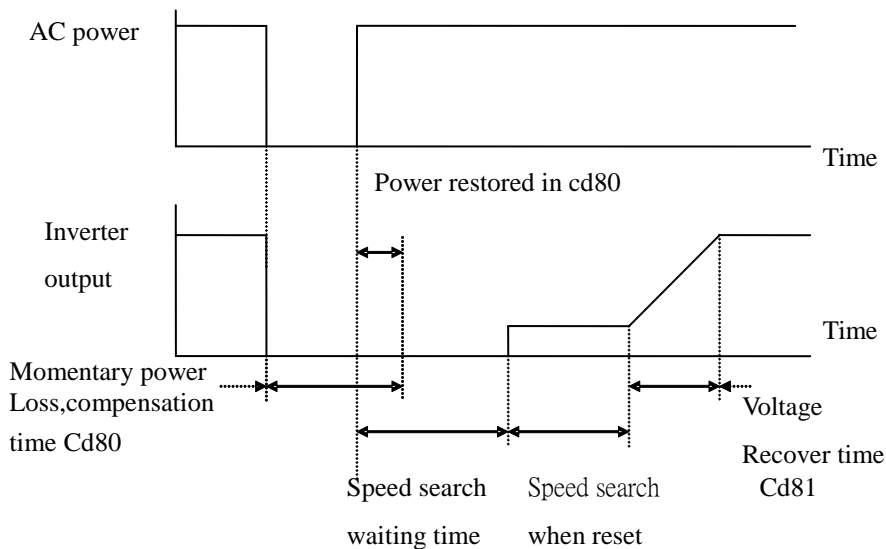 AC power
Time
Power restored in cd80
Inverter
output
Time
Momentary power
Loss,compensation
time Cd80
Voltage
Recover time
Cd81
Speed search
waiting time
Speed search
when reset